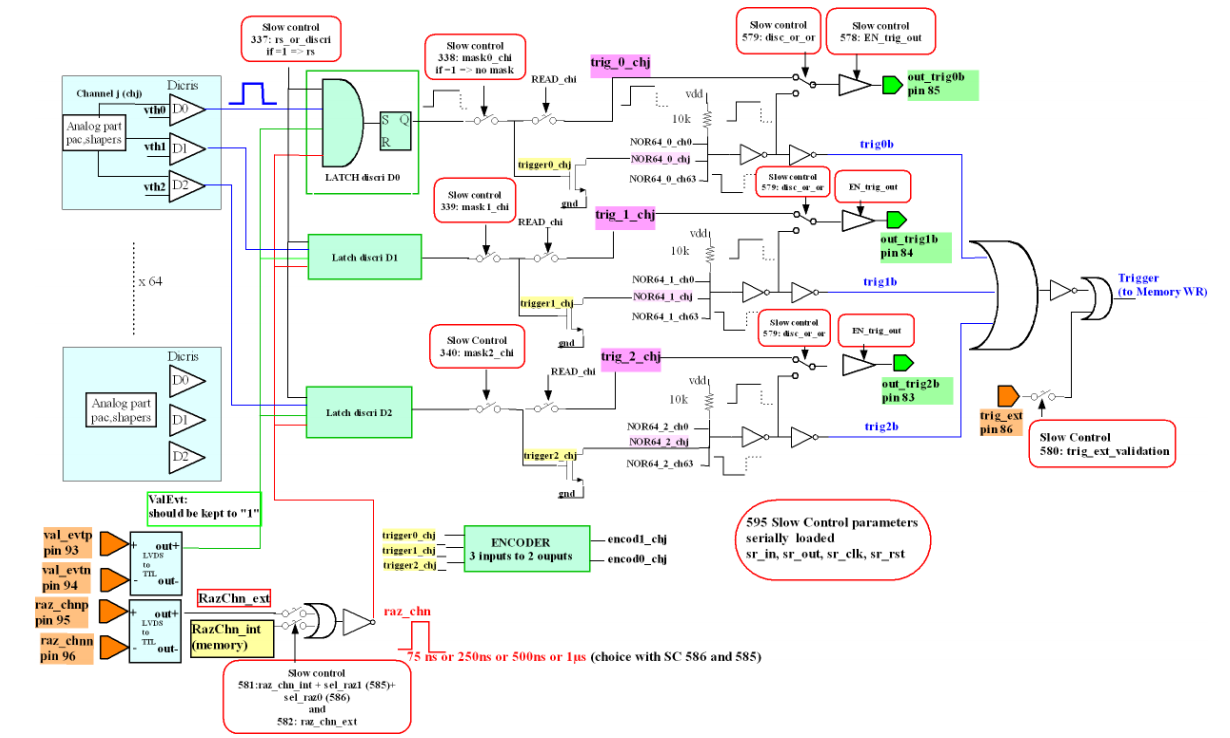 Slow control
337: rs_or_discri
if =1 => rs
Slow control
338: mask0_chi
if =1 => no mask
READ_chi
trig_0_chj
Slow control
579: disc_or_or
Slow control
578: EN_trig_out
out_trig0b
pin 85
Channel j (chj)
Dicris
vth0
D0
Analog part
pac,shapers
vth1
D1
vth2
D2
S Q
R
LATCH discri D0
vdd
10k
NOR64_0_ch0
NOR64_0_chj
NOR64_0_ch63
trigger0_chj
gnd
trig0b
Slow control
339: mask1_chi
READ_chi
trig_1_chj
Slow control
579: disc_or_or
EN_trig_out
out_trig1b
pin 84
Latch discri D1
10k
NOR64_1_ch0
NOR64_1_chj
NOR64_1_ch63
trigger1_chj
gnd
trig1b
x 64
Trigger
(to Memory WR)
Slow Control
340: mask2_chi
READ_chi
trig_2_chj
Slow control
579: disc_or_or
EN_trig_out
out_trig2b
pin 83
Dicris
D0
Analog part
pac,shapers
D1
D2
Latch discri D2
vdd
10k
NOR64_2_ch0
NOR64_2_chj
NOR64_2_ch63
trigger2_chj
gnd
trig2b
trig_ext
pin 86
Slow Control
580: trig_ext_validation
ValEvt:
should be kept to "1"
val_evtp
pin 93
val_evtn
pin 94
+ out+
LVDS
to
TTL
- out-
raz_chnp
pin 95
raz_chnn
pin 96
+ out+
LVDS
to
TTL
- out-
RazChn_ext
RazChn_int
(memory)
trigger0_chj
trigger1_chj
trigger2_chj
ENCODER
3 inputs to 2 ouputs
encod1_chj
encod0_chj
595 Slow Control parameters
serially loaded
sr_in, sr_out, sr_clk, sr_rst
raz_chn
75 ns or 250ns or 500ns or 1µs (choice with SC 586 and 585)
Slow control
581:raz_chn_int + sel_raz1 (585)+
sel_raz0 (586)
and
582: raz_chn_ext